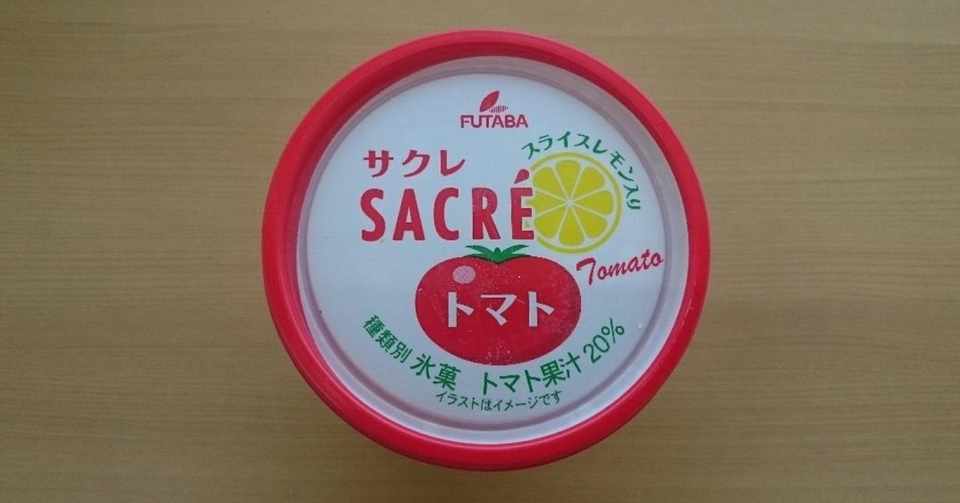 FUTABA
サクレ
スライスレモン入り
SACRÉ
Tomato
トマト
種類別 氷菓 トマト果汁20%
イラストはイメージです